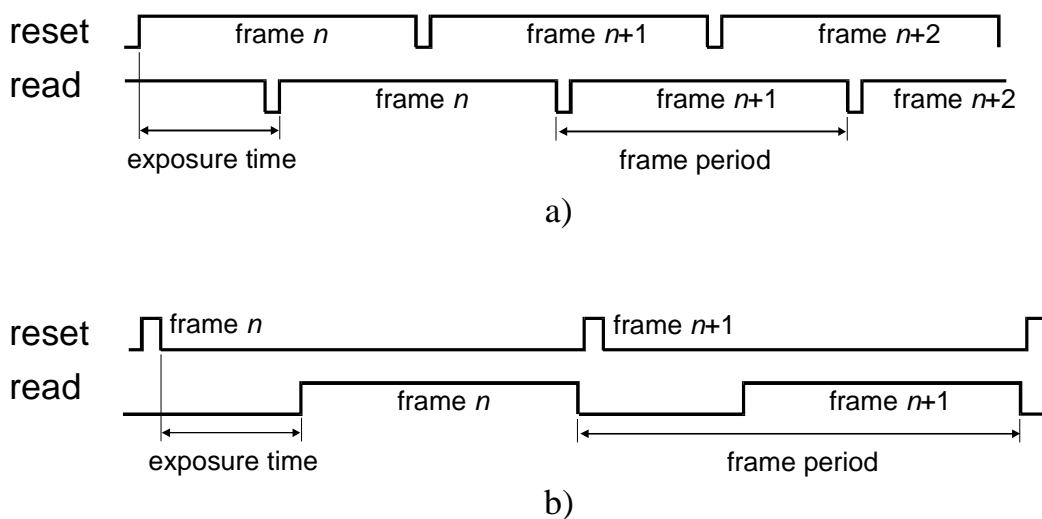 reset frame n frame n+1 frame n+2
read frame n frame n+1 frame n+2
exposure time frame period
a)
reset frame n frame n+1
read frame n frame n+1
exposure time frame period
b)